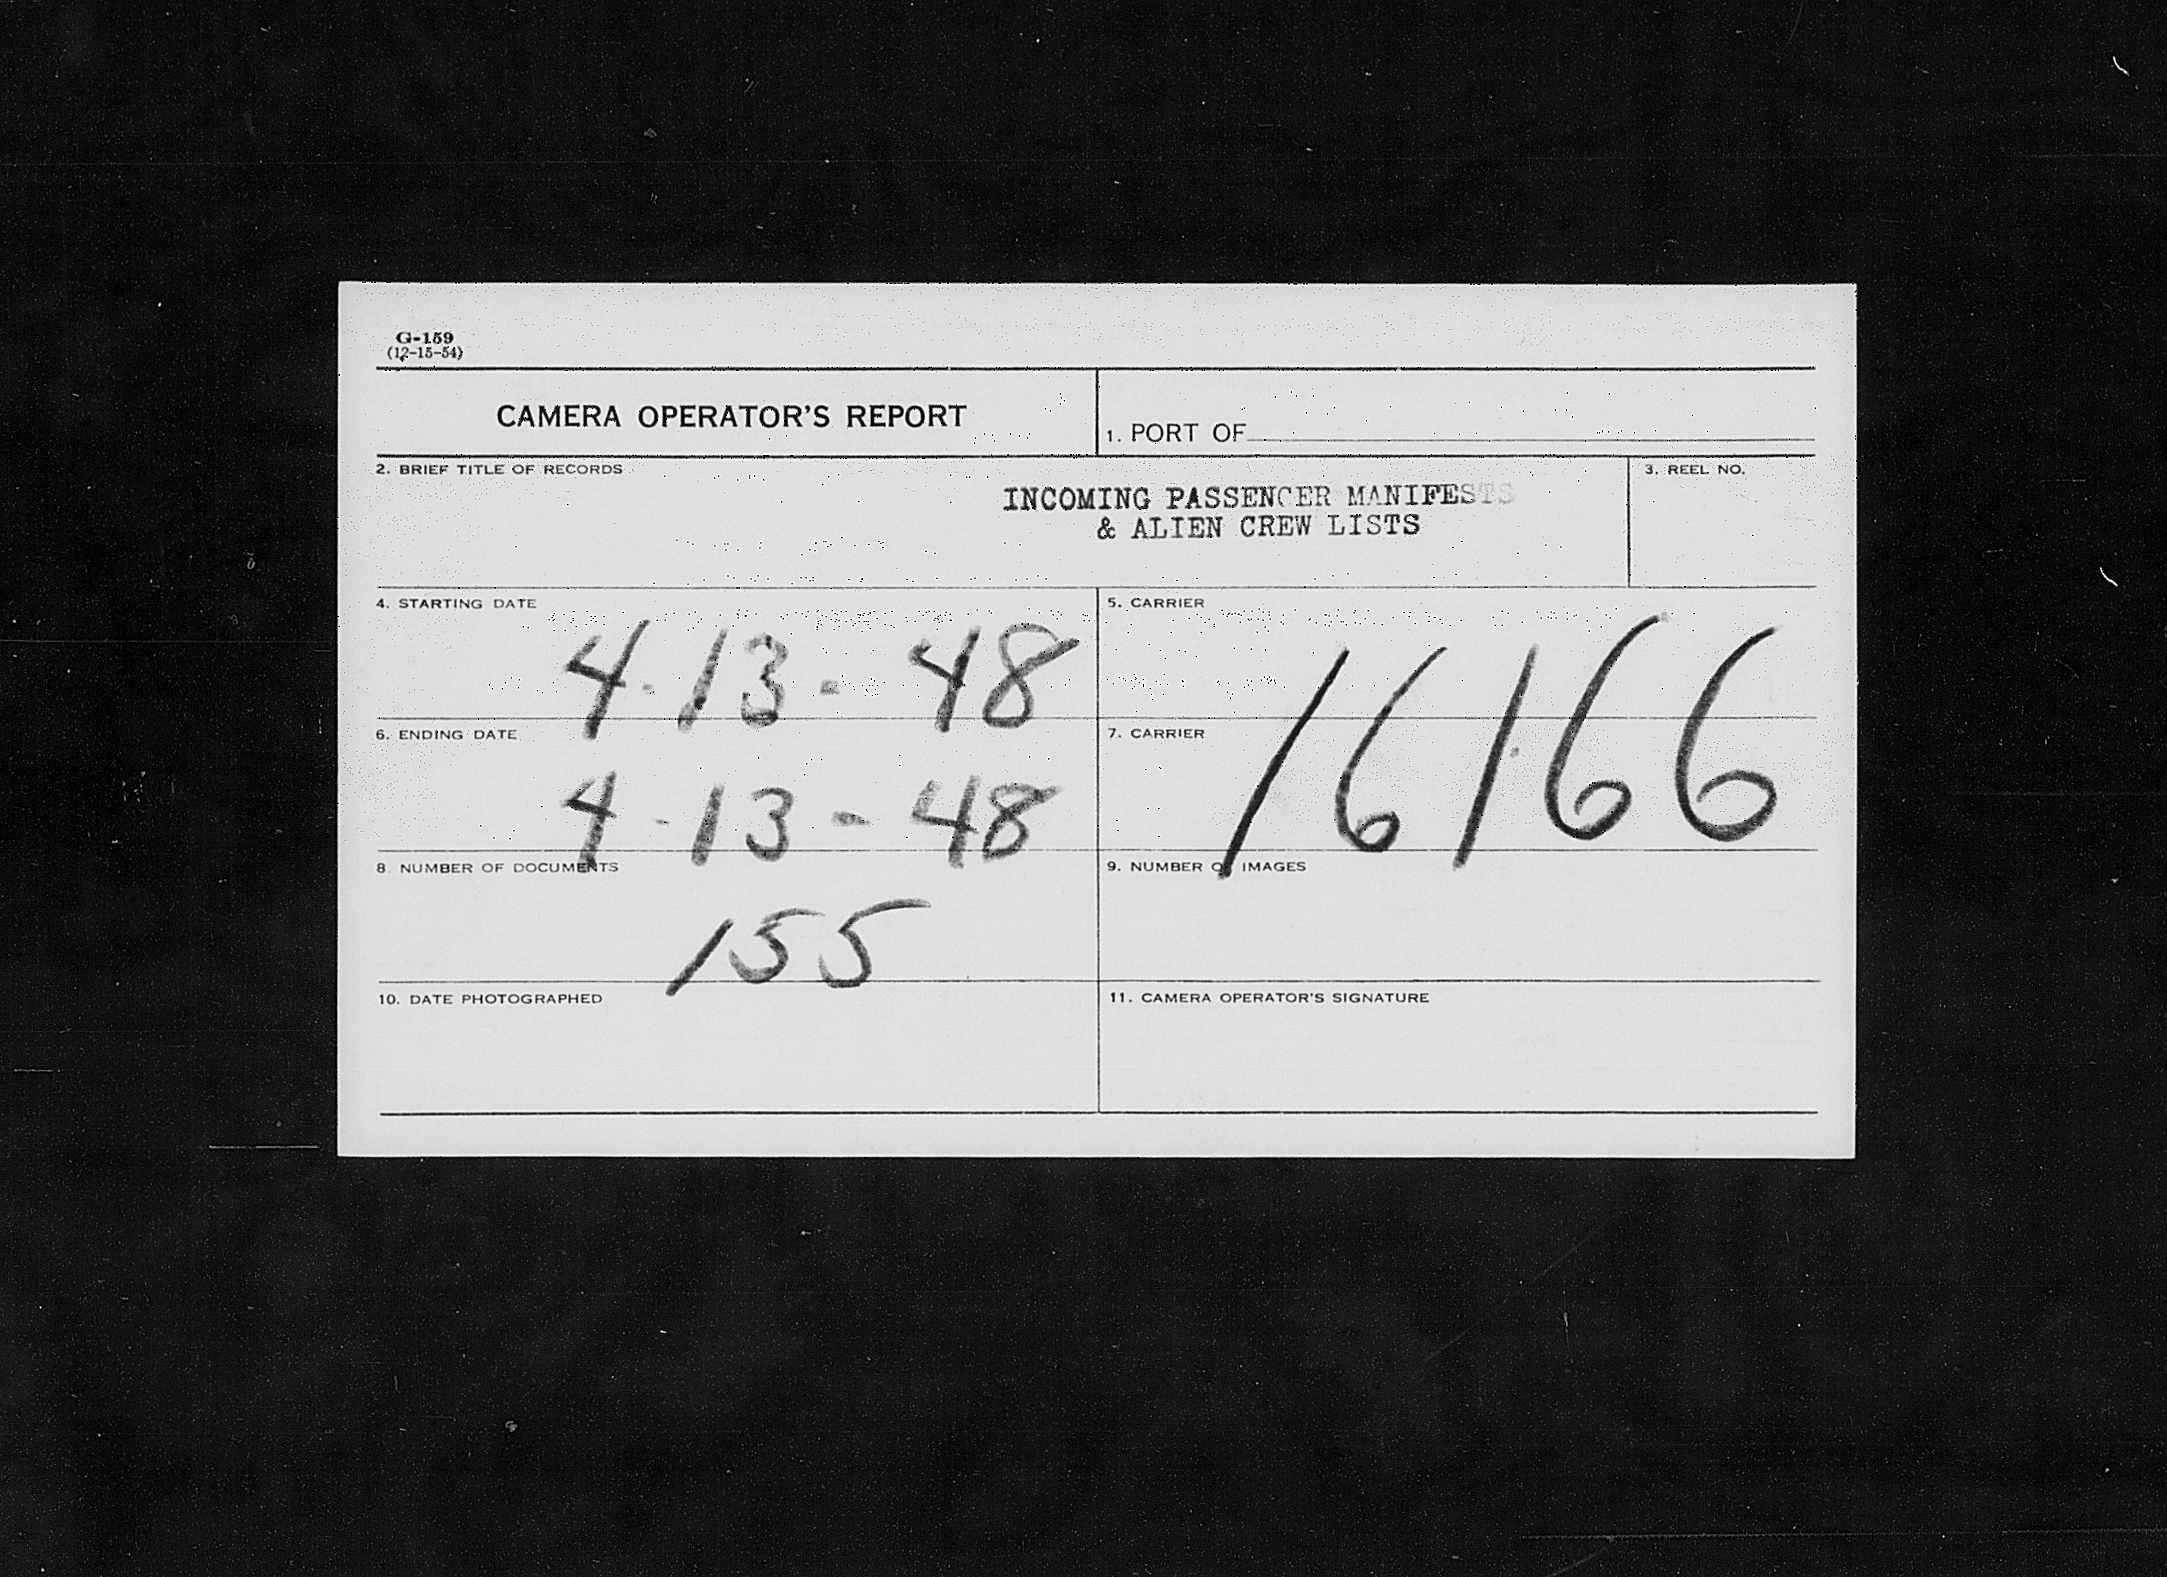 G-159
(12-15-54)
CAMERA OPERATOR'S REPORT
1. PORT OF
2. BRIEF TITLE OF RECORDS
INCOMING PASSENGER MANIFESTS
& ALIEN CREW LISTS
3. REEL NO.
4. STARTING DATE
4-13-48
5. CARRIER
16166
6. ENDING DATE
4-13-48
7. CARRIER
8. NUMBER OF DOCUMENTS
155
9. NUMBER OF IMAGES
10. DATE PHOTOGRAPHED
11. CAMERA OPERATOR'S SIGNATURE